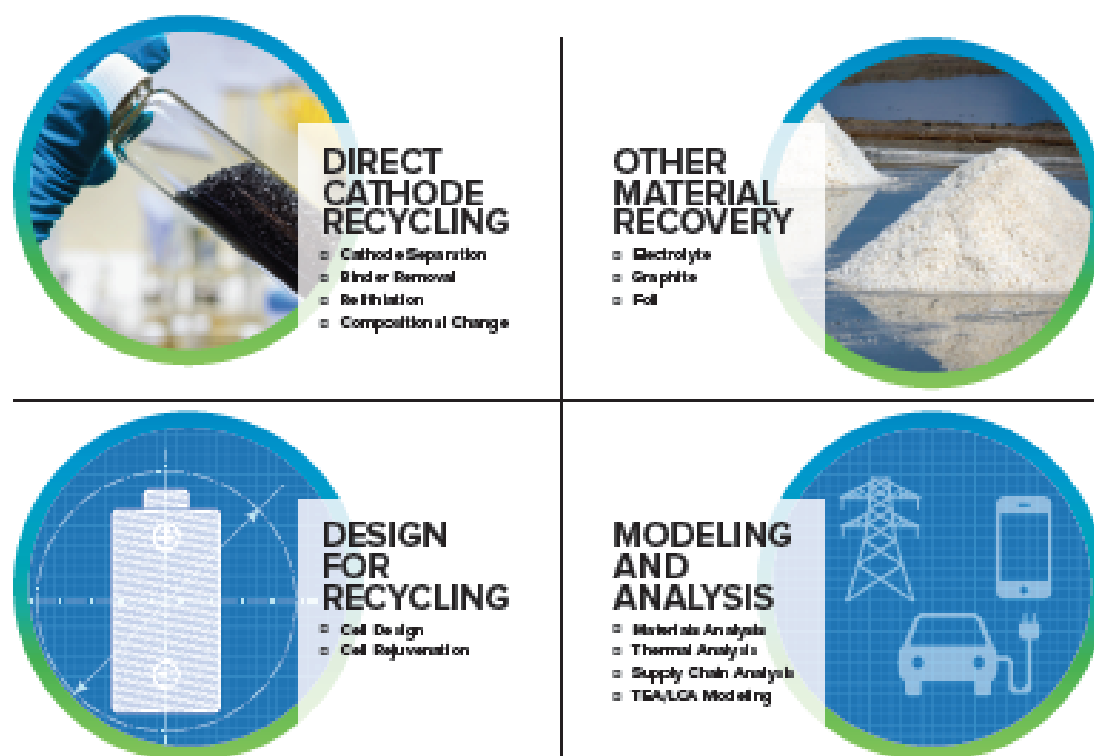 DIRECT
CATHODE
RECYCLING
▫ Cathode Separation
▫ Binder Removal
▫ Relithiation
▫ Compositional Change
OTHER
MATERIAL
RECOVERY
▫ Electrolyte
▫ Graphite
▫ Foil
DESIGN
FOR
RECYCLING
▫ Cell Design
▫ Cell Rejuvenation
MODELING
AND
ANALYSIS
▫ Materials Analysis
▫ Thermal Analysis
▫ Supply Chain Analysis
▫ TEA/LCA Modeling